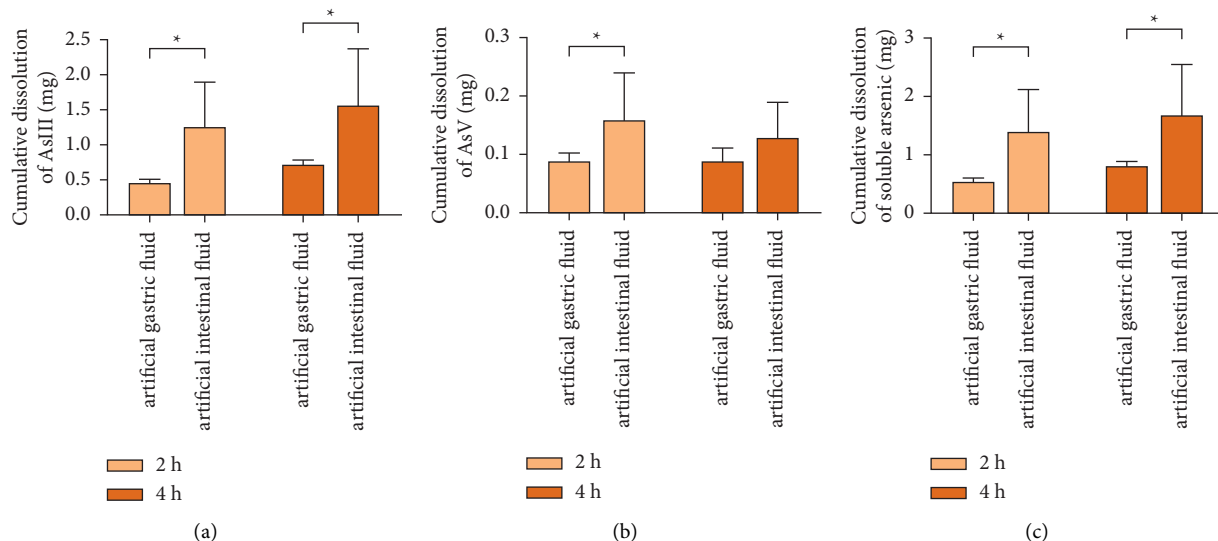 Cumulative dissolution
of AsIII (mg)
2.5
2.0
1.5
1.0
0.5
0.0
*
*
artificial gastric fluid
artificial intestinal fluid
artificial gastric fluid
artificial intestinal fluid
2 h
4 h
(a)
Cumulative dissolution
of AsV (mg)
0.3
0.2
0.1
0.0
*
artificial gastric fluid
artificial intestinal fluid
artificial gastric fluid
artificial intestinal fluid
2 h
4 h
(b)
Cumulative dissolution
of soluble arsenic (mg)
3
2
1
0
*
*
artificial gastric fluid
artificial intestinal fluid
artificial gastric fluid
artificial intestinal fluid
2 h
4 h
(c)